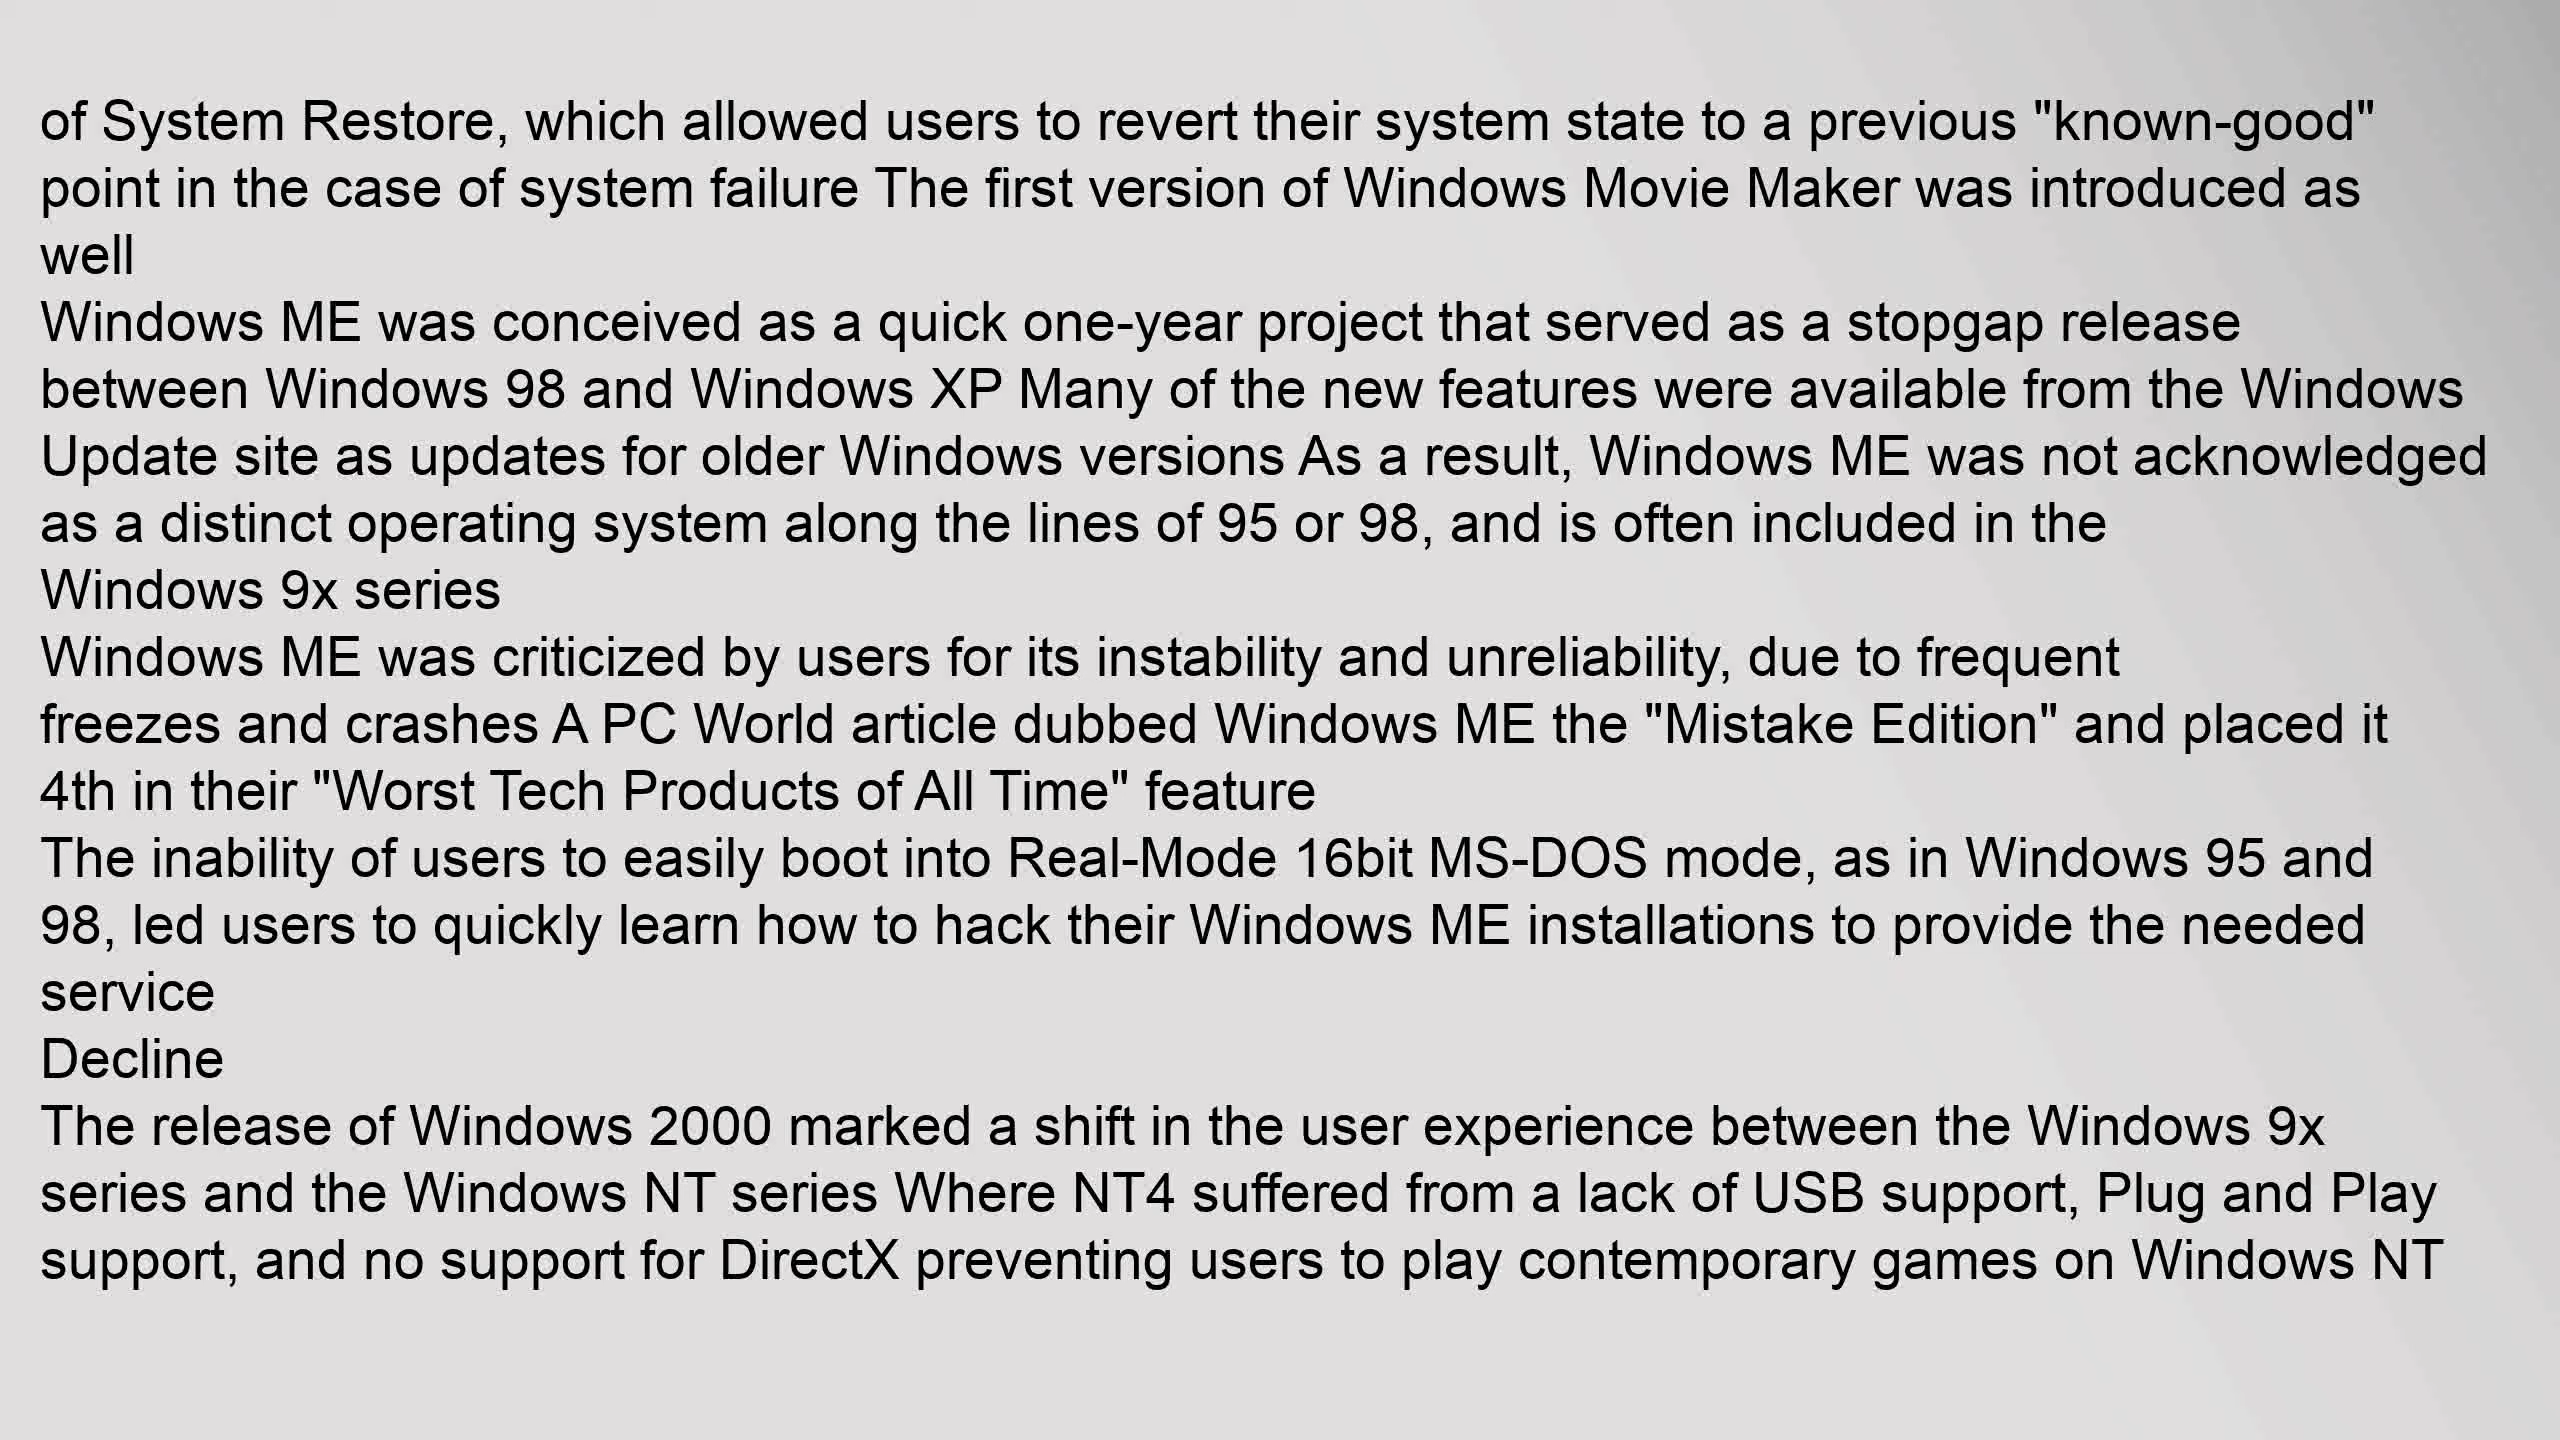 of System Restore, which allowed users to revert their system state to a previous "known-good"
point in the case of system failure The first version of Windows Movie Maker was introduced as
well
Windows ME was conceived as a quick one-year project that served as a stopgap release
between Windows 98 and Windows XP Many of the new features were available from the Windows
Update site as updates for older Windows versions As a result, Windows ME was not acknowledged
as a distinct operating system along the lines of 95 or 98, and is often included in the
Windows 9x series
Windows ME was criticized by users for its instability and unreliability, due to frequent
freezes and crashes A PC World article dubbed Windows ME the "Mistake Edition" and placed it
4th in their "Worst Tech Products of All Time" feature
The inability of users to easily boot into Real-Mode 16bit MS-DOS mode, as in Windows 95 and
98, led users to quickly learn how to hack their Windows ME installations to provide the needed
service
Decline
The release of Windows 2000 marked a shift in the user experience between the Windows 9x
series and the Windows NT series Where NT4 suffered from a lack of USB support, Plug and Play
support, and no support for DirectX preventing users to play contemporary games on Windows NT